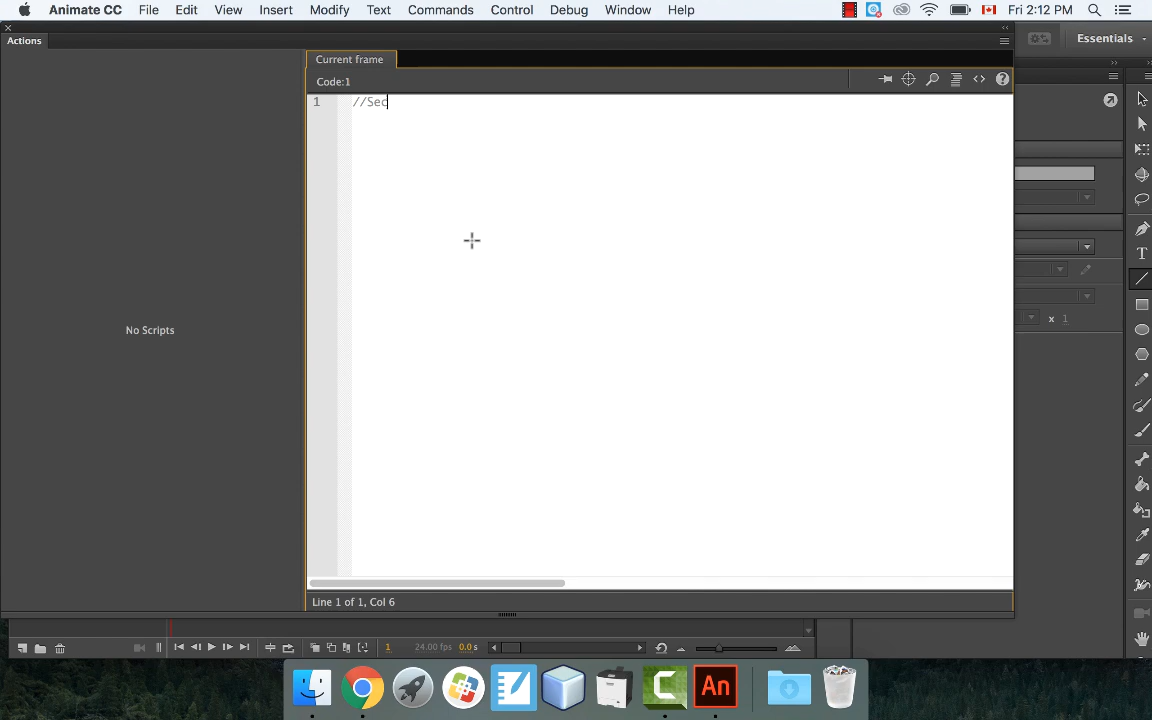 Animate CC File Edit View Insert Modify Text Commands Control Debug Window Help Fri 2:12 PM
Actions
Essentials
Current frame
Code:1
1 //Sec
No Scripts
x 1
Line 1 of 1, Col 6
1 24.00 fps 0.0 s
An